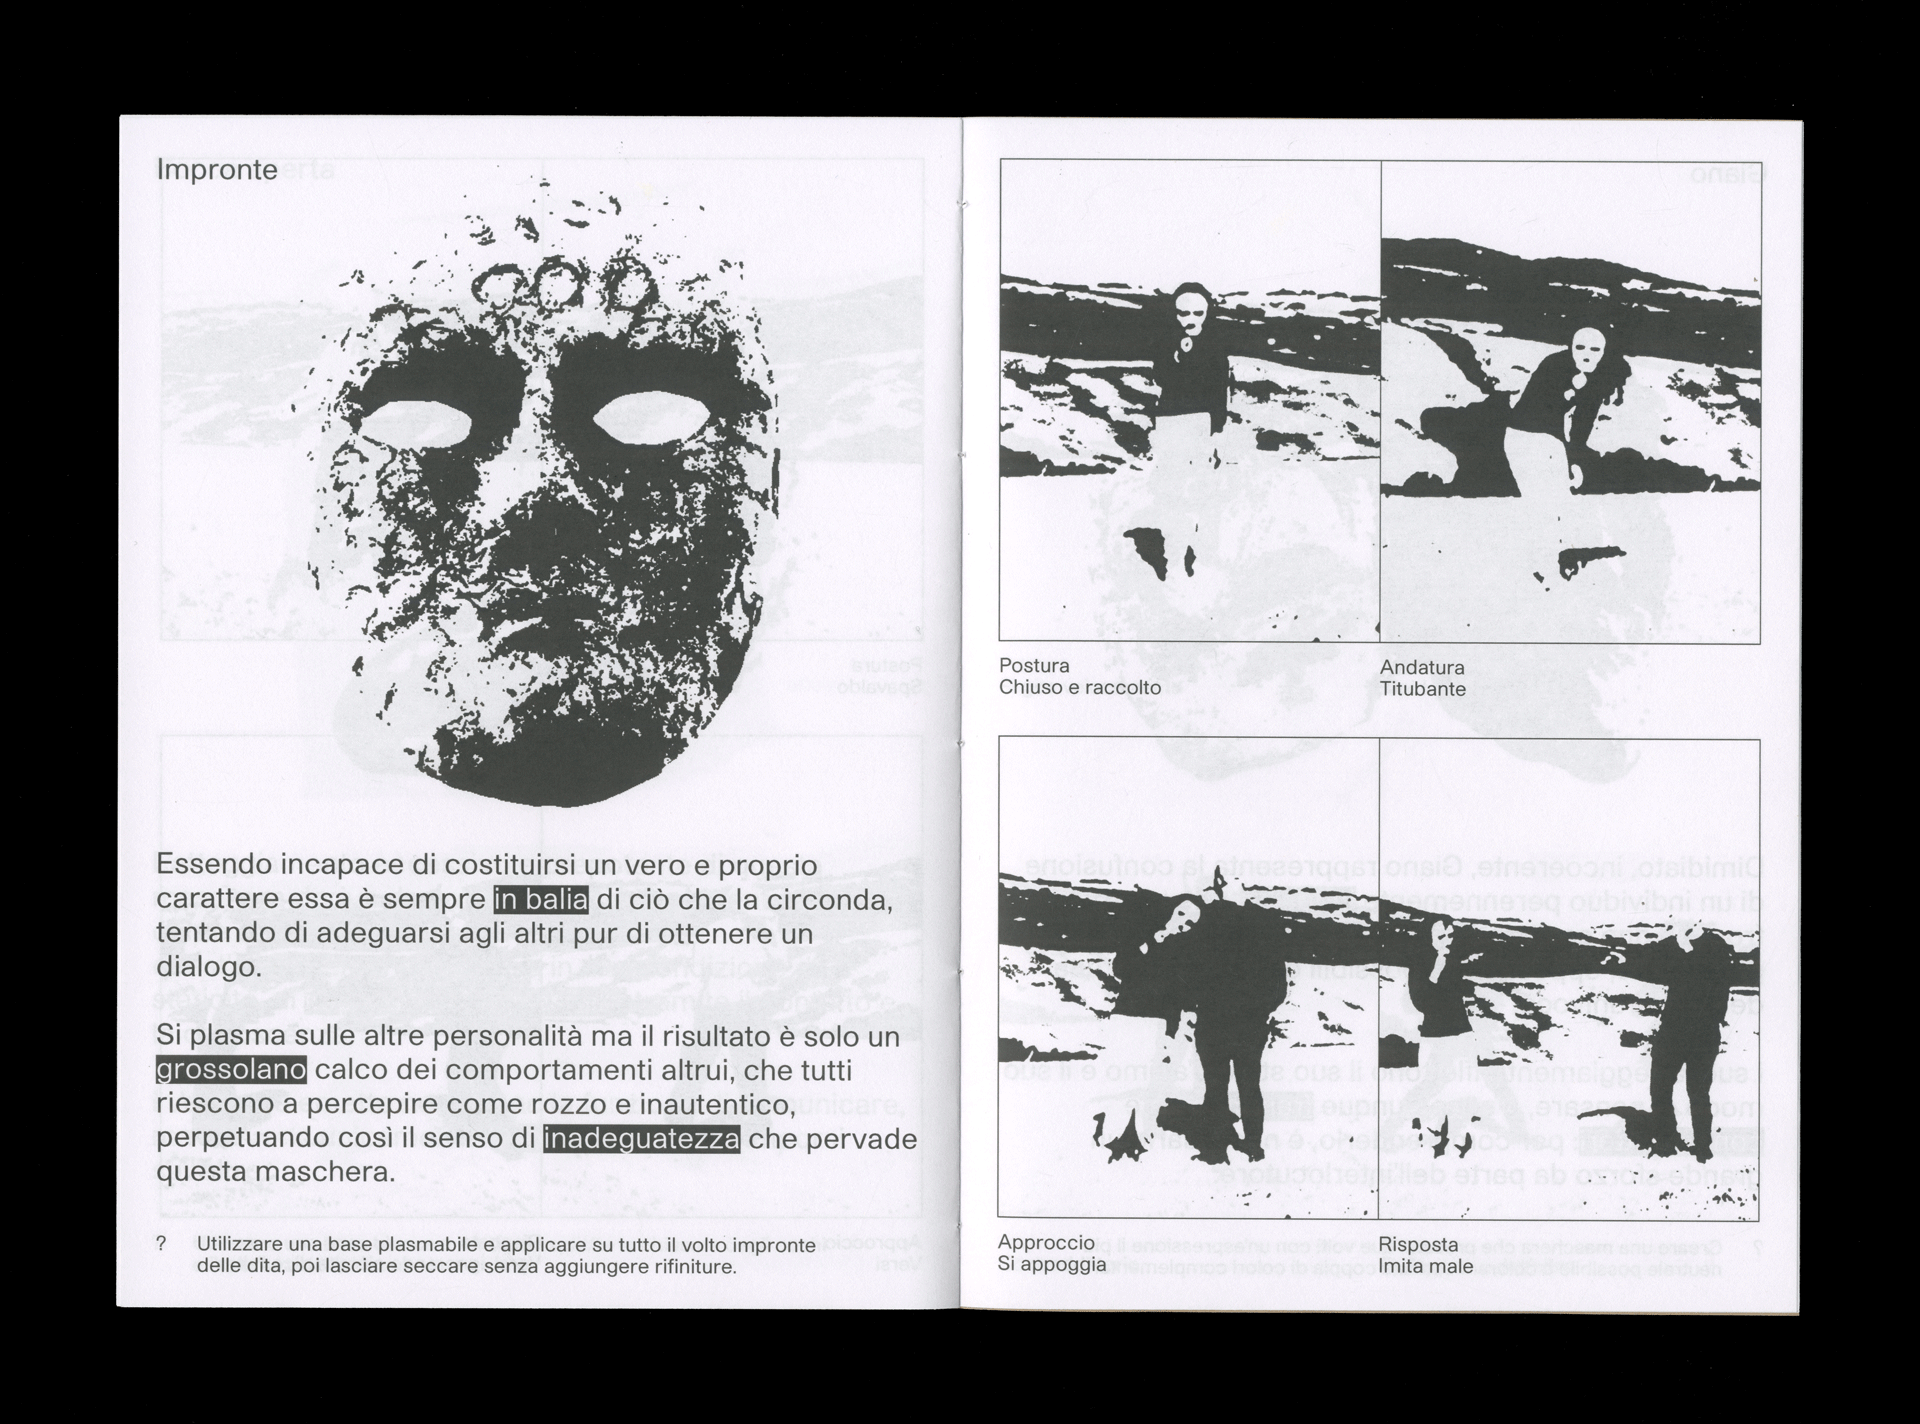 Impronte
Essendo incapace di costituirsi un vero e proprio
carattere essa è sempre in balia di ciò che la circonda,
tentando di adeguarsi agli altri pur di ottenere un
dialogo.
Si plasma sulle altre personalità ma il risultato è solo un
grossolano calco dei comportamenti altrui, che tutti
riescono a percepire come rozzo e inautentico,
perpetuando così il senso di inadeguatezza che pervade
questa maschera.
? Utilizzare una base plasmabile e applicare su tutto il volto impronte
delle dita, poi lasciare seccare senza aggiungere rifiniture.
Postura
Chiuso e raccolto
Andatura
Titubante
Approccio
Si appoggia
Risposta
Imita male